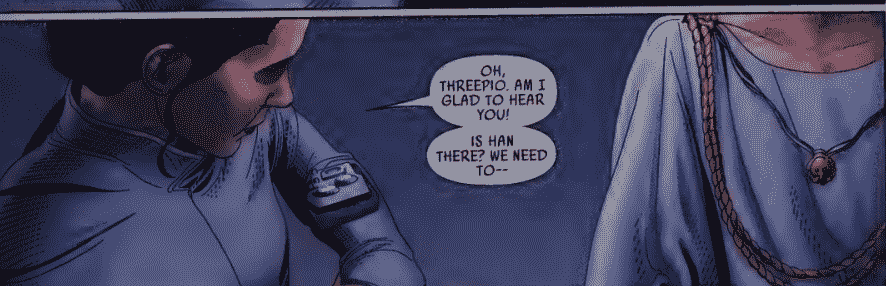 OH,
THREEPIO. AM I
GLAD TO HEAR
YOU!
IS HAN
THERE? WE NEED
TO--